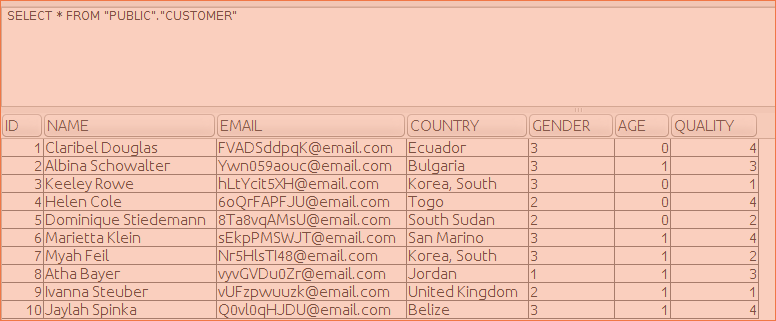 SELECT * FROM "PUBLIC"."CUSTOMER"
ID NAME EMAIL COUNTRY GENDER AGE QUALITY
1 Claribel Douglas FVADSddpqK@email.com Ecuador 3 0 4
2 Albina Schowalter Ywn059aouc@email.com Bulgaria 3 1 3
3 Keeley Rowe hLtYcit5XH@email.com Korea, South 3 0 1
4 Helen Cole 6oQrFAPFJU@email.com Togo 2 0 4
5 Dominique Stiedemann 8Ta8vqAMsU@email.com South Sudan 2 0 2
6 Marietta Klein sEkpPMSWJT@email.com San Marino 3 1 4
7 Myah Feil Nr5HlsTI48@email.com Korea, South 3 1 2
8 Atha Bayer vyvGVDu0Zr@email.com Jordan 1 1 3
9 Ivanna Steuber vUFzpwuuzk@email.com United Kingdom 2 1 1
10 Jaylah Spinka Q0vl0qHJDU@email.com Belize 3 1 4